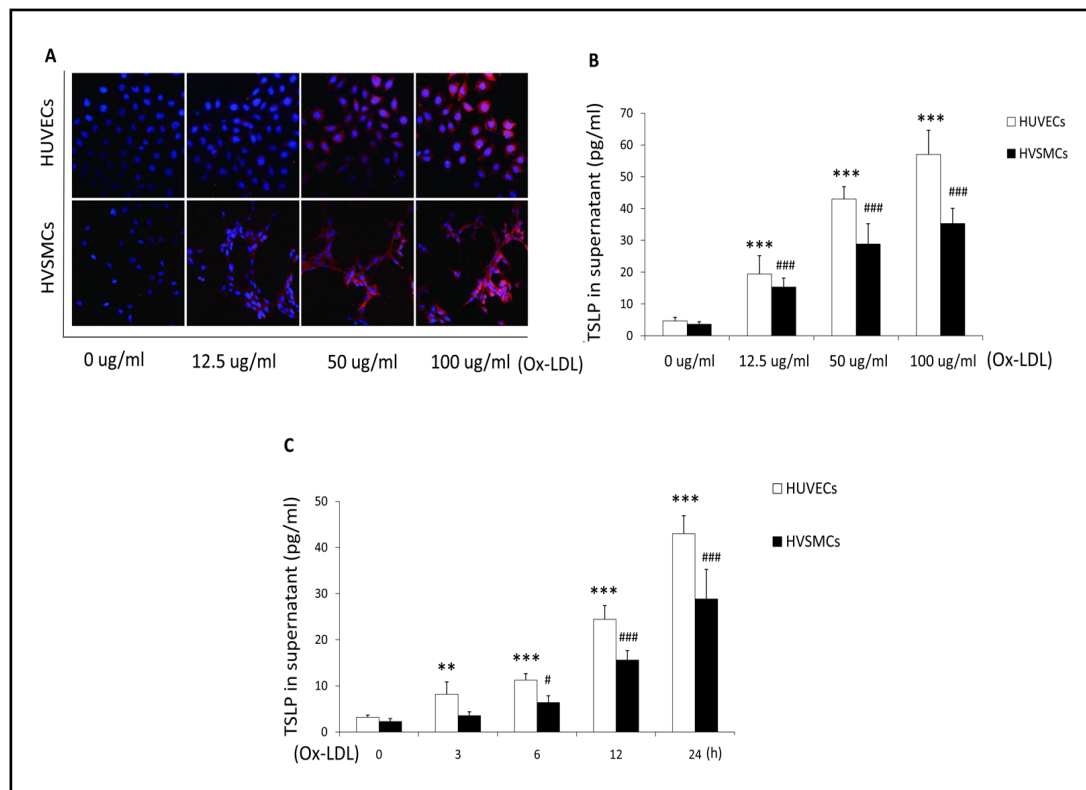 A
HUVECs
HVSMCs
0 ug/ml 12.5 ug/ml 50 ug/ml 100 ug/ml (Ox-LDL)
B
TSLP in supernatant (pg/ml)
70
60
50
40
30
20
10
0
*** ### *** ### *** ###
HUVECs
HVSMCs
0 ug/ml 12.5 ug/ml 50 ug/ml 100 ug/ml (Ox-LDL)
C
TSLP in supernatant (pg/ml)
50
40
30
20
10
0
** *** # *** ### *** ###
HUVECs
HVSMCs
(Ox-LDL) 0 3 6 12 24 (h)